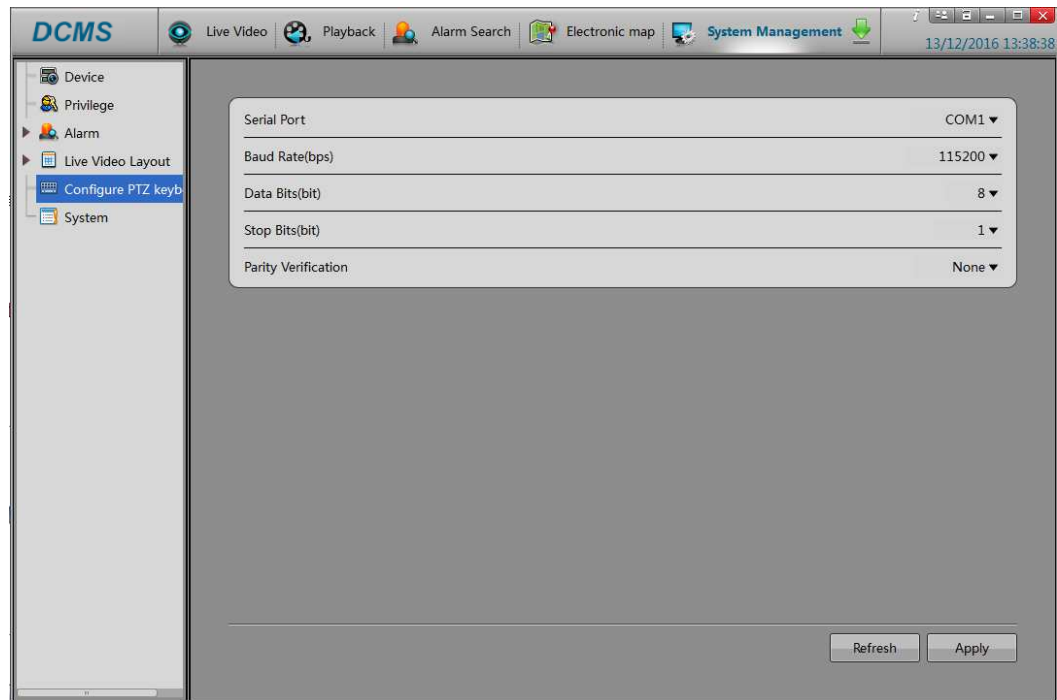 DCMS
Live Video
Playback
Alarm Search
Electronic map
System Management
13/12/2016 13:38:38
Device
Privilege
Alarm
Live Video Layout
Configure PTZ keyb
System
Serial Port COM1
Baud Rate(bps) 115200
Data Bits(bit) 8
Stop Bits(bit) 1
Parity Verification None
Refresh Apply